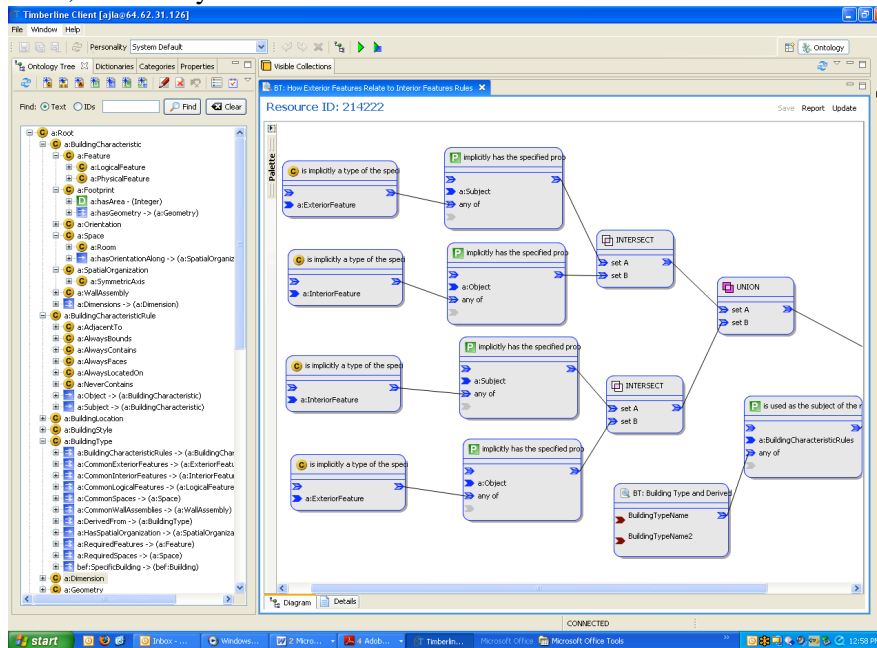 Timberline Client [ajla@64.62.31.126]
File Window Help
Personality System Default
Ontology
Ontology Tree Dictionaries Categories Properties
Visible Collections
Find: Text IDs Find Clear
a:Root
a:BuildingCharacteristic
a:Feature
a:LogicalFeature
a:PhysicalFeature
a:Footprint
a:hasArea - (Integer)
a:hasGeometry -> (a:Geometry)
a:Orientation
a:Space
a:Room
a:hasOrientationAlong -> (a:SpatialOrganiz
a:SpatialOrganization
a:SymmetricAxis
a:WallAssembly
a:Dimensions -> (a:Dimension)
a:BuildingCharacteristicRule
a:AdjacentTo
a:AlwaysBounds
a:AlwaysContains
a:AlwaysFaces
a:AlwaysLocatedOn
a:NeverContains
a:Object -> (a:BuildingCharacteristic)
a:Subject -> (a:BuildingCharacteristic)
a:BuildingLocation
a:BuildingStyle
a:BuildingType
a:BuildingCharacteristicRules -> (a:BuildingChar
a:CommonExteriorFeatures -> (a:ExteriorFeatu
a:CommonInteriorFeatures -> (a:InteriorFeatur
a:CommonLogicalFeatures -> (a:LogicalFeature
a:CommonSpaces -> (a:Space)
a:CommonWallAssemblies -> (a:WallAssembly)
a:DerivedFrom -> (a:BuildingType)
a:HasSpatialOrganization -> (a:SpatialOrganiza
a:RequiredFeatures -> (a:Feature)
a:RequiredSpaces -> (a:Space)
bef:SpecificBuilding -> (bef:Building)
a:Dimension
a:Geometry
BT: How Exterior Features Relate to Interior Features Rules
Resource ID: 214222
Save Report Update
Palette
is implicitly a type of the speci
a:ExteriorFeature
implicitly has the specified prop
a:Subject
any of
is implicitly a type of the speci
a:InteriorFeature
implicitly has the specified prop
a:Object
any of
INTERSECT
set A
set B
UNION
set A
set B
is implicitly a type of the speci
a:InteriorFeature
implicitly has the specified prop
a:Subject
any of
INTERSECT
set A
set B
is implicitly a type of the speci
a:ExteriorFeature
implicitly has the specified prop
a:Object
any of
is used as the subject of the r
a:BuildingCharacteristicRules
any of
BT: Building Type and Derived
BuildingTypeName
BuildingTypeName2
Diagram Details
CONNECTED
start Inbox - ... Windows... 2 Micro... 4 Adob... Timberlin... Microsoft Office Microsoft Office Tools 12:58 PM